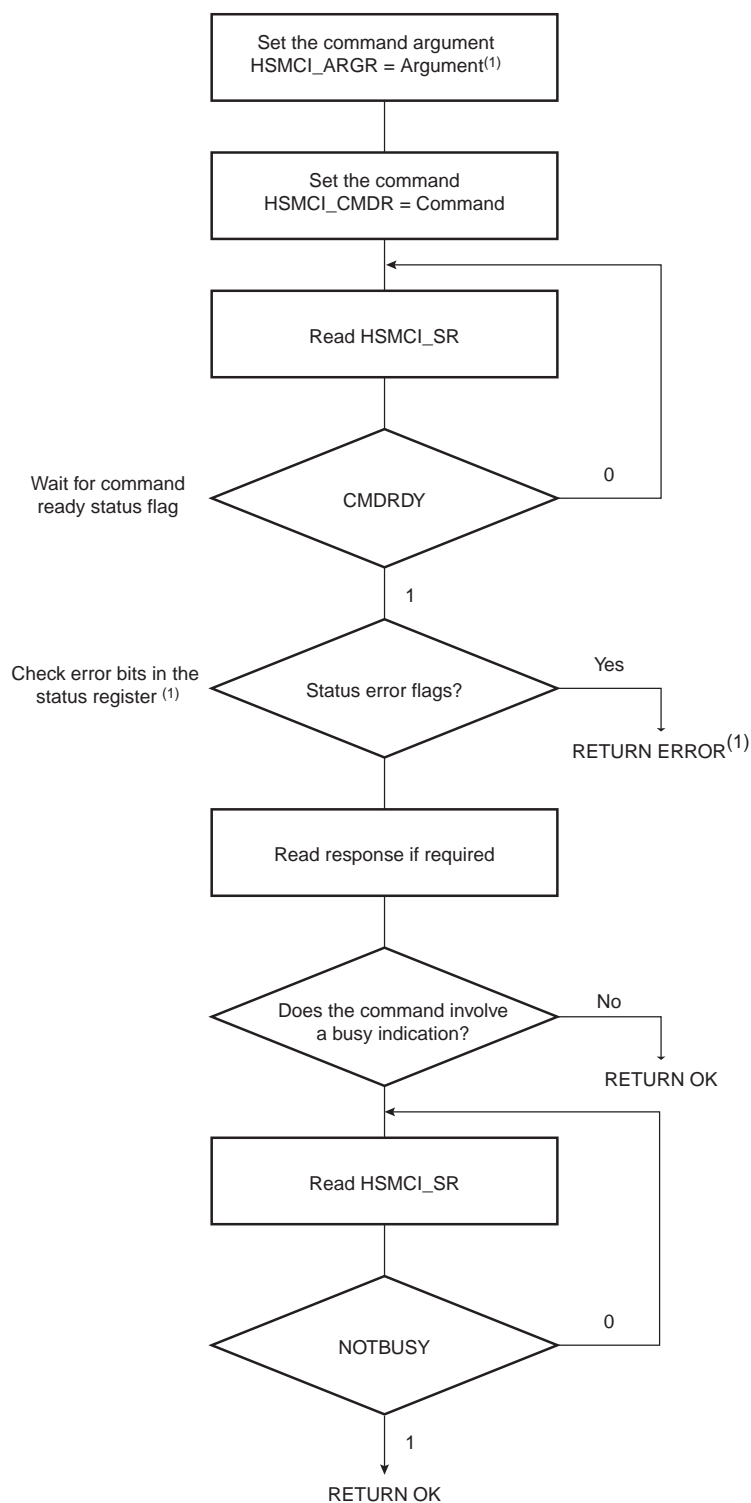 Set the command argument
HSMCI_ARGR = Argument(1)
Set the command
HSMCI_CMDR = Command
Read HSMCI_SR
Wait for command
ready status flag
CMDRDY
0
1
Check error bits in the
status register (1)
Status error flags?
Yes
RETURN ERROR(1)
Read response if required
Does the command involve
a busy indication?
No
RETURN OK
Read HSMCI_SR
NOTBUSY
0
1
RETURN OK